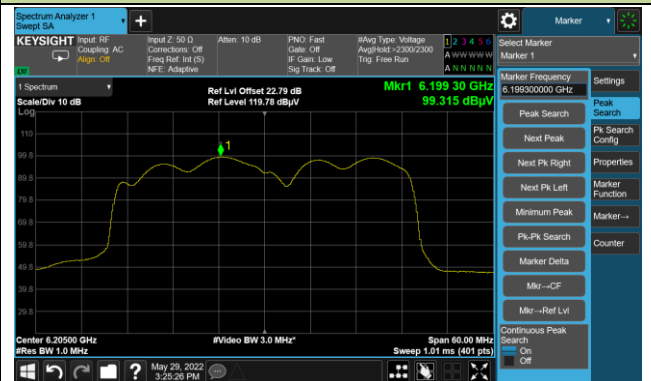 Spectrum Analyzer 1
Swept SA
+
Marker
KEYSIGHT
Input: RF
Coupling: AC
Align: Off
Input Z: 50 Ω
Corrections: Off
Freq Ref: Int (S)
NFE: Adaptive
Atten: 10 dB
PNO: Fast
Gate: Off
IF Gain: Low
Sig Track: Off
#Avg Type: Voltage
Avg|Hold:>2300/2300
Trig: Free Run
1 2 3 4 5 6
A W W W W W
A N N N N N
Select Marker
Marker 1
LXI
1 Spectrum
Scale/Div 10 dB
Log
Ref Lvl Offset 22.79 dB
Ref Level 119.78 dBµV
Mkr1 6.199 30 GHz
99.315 dBµV
1
110
99.8
89.8
79.8
69.8
59.8
49.8
39.8
29.8
Center 6.20500 GHz
#Res BW 1.0 MHz
#Video BW 3.0 MHz*
Span 60.00 MHz
Sweep 1.01 ms (401 pts)
Marker Frequency
6.199300000 GHz
Peak Search
Next Peak
Next Pk Right
Next Pk Left
Minimum Peak
Pk-Pk Search
Marker Delta
Mkr→CF
Mkr→Ref Lvl
Continuous Peak
Search
On
Off
Settings
Peak
Search
Pk Search
Config
Properties
Marker
Function
Marker→
Counter
?
May 29, 2022
3:25:26 PM